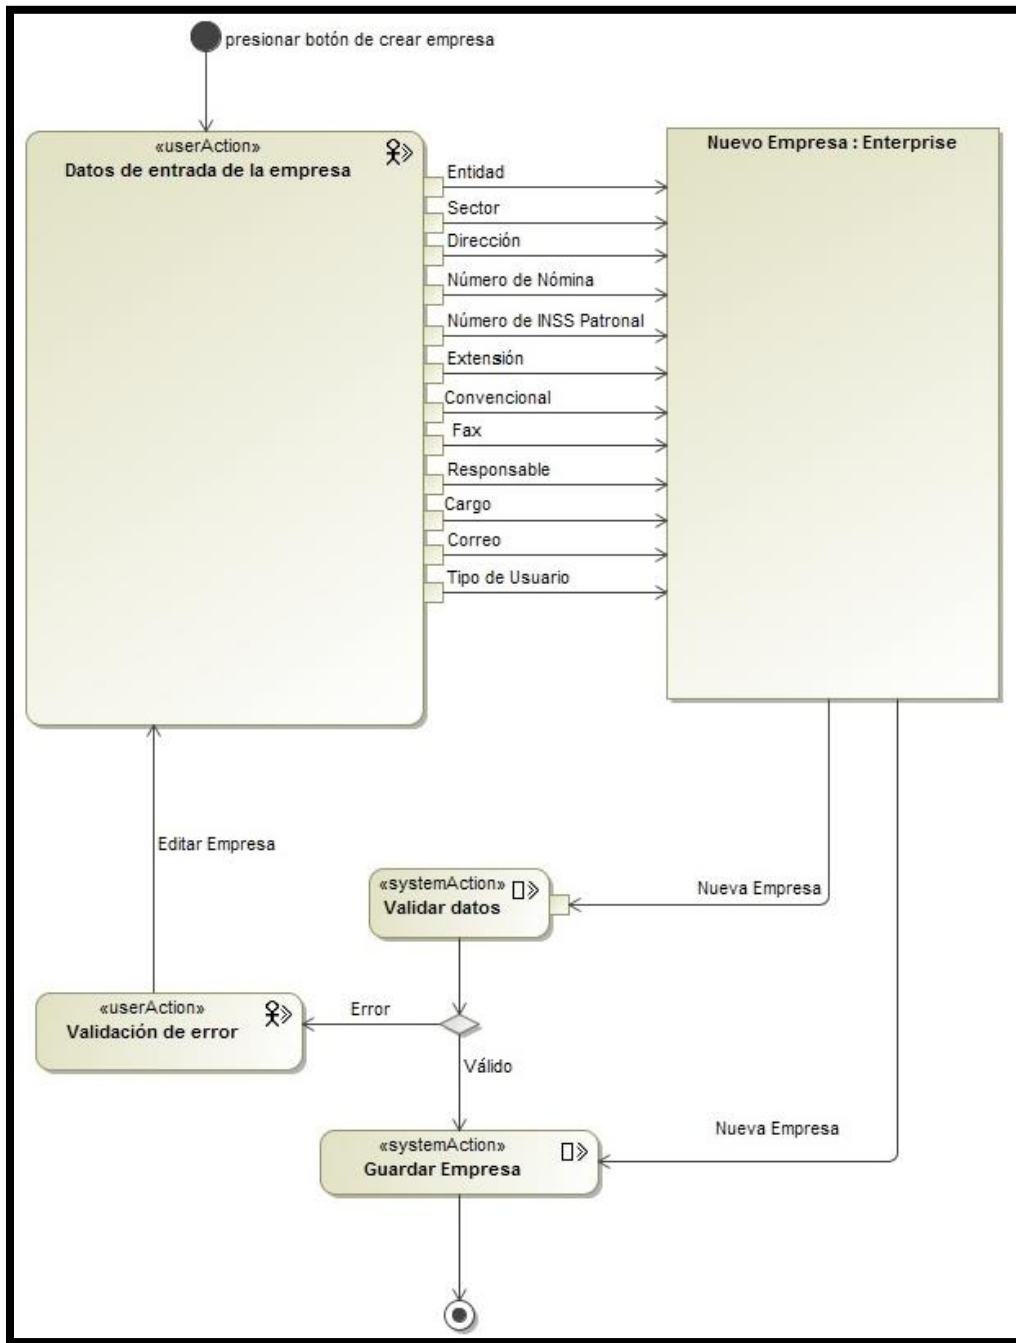 presionar botón de crear empresa
«userAction»
Datos de entrada de la empresa
Nuevo Empresa : Enterprise
Entidad
Sector
Dirección
Número de Nómina
Número de INSS Patronal
Extensión
Convencional
Fax
Responsable
Cargo
Correo
Tipo de Usuario
Editar Empresa
«systemAction»
Validar datos
Nueva Empresa
«userAction»
Validación de error
Error
Válido
«systemAction»
Guardar Empresa
Nueva Empresa